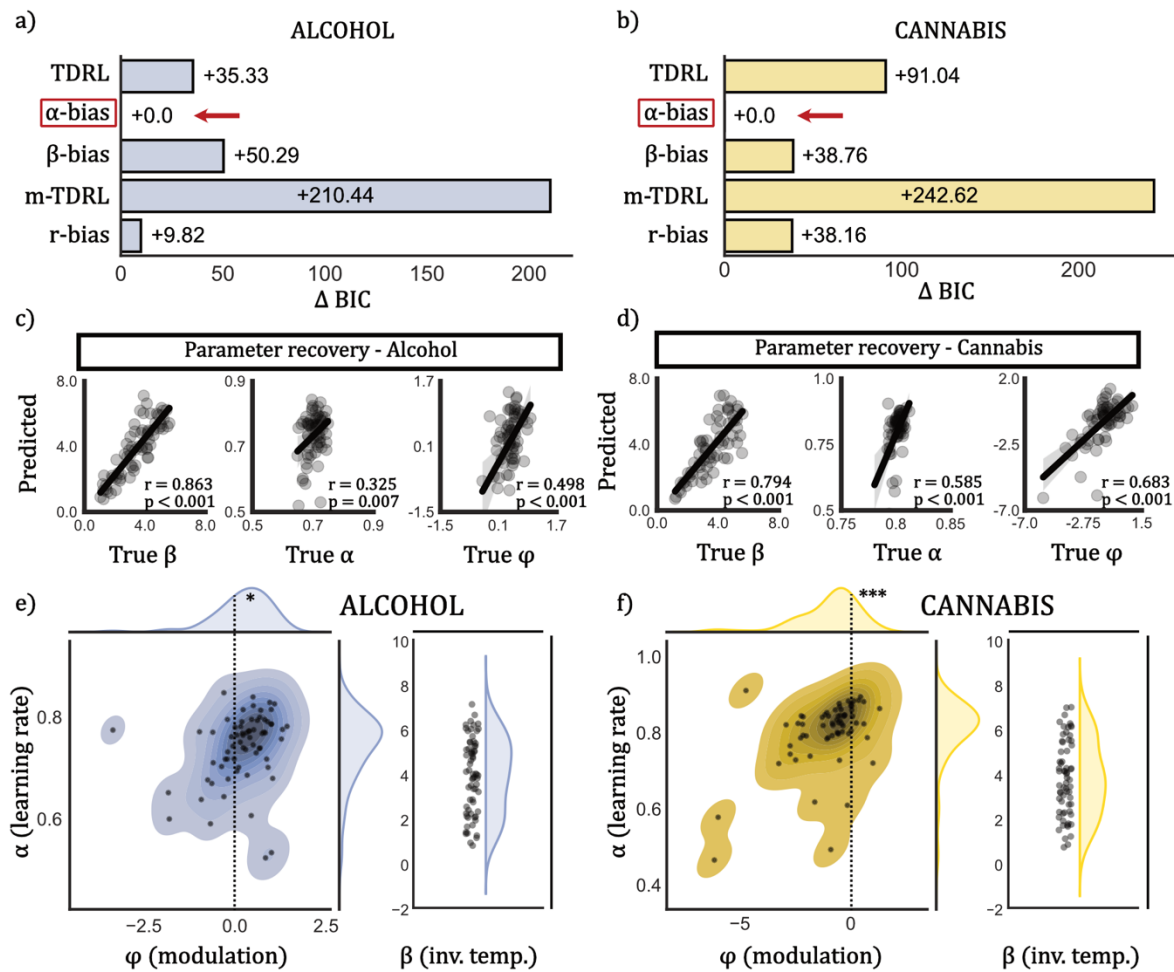 a)
ALCOHOL
TDRL
+35.33
α-bias
+0.0
β-bias
+50.29
m-TDRL
+210.44
r-bias
+9.82
0 50 100 150 200
Δ BIC
b)
CANNABIS
TDRL
+91.04
α-bias
+0.0
β-bias
+38.76
m-TDRL
+242.62
r-bias
+38.16
0 100 200
Δ BIC
c)
Parameter recovery - Alcohol
Predicted
8.0
4.0
0.0
r = 0.863
p < 0.001
0.0 4.0 8.0
True β
0.9
0.7
0.5
r = 0.325
p = 0.007
0.5 0.7 0.9
True α
1.7
0.1
-1.5
r = 0.498
p < 0.001
-1.5 0.1 1.7
True φ
d)
Parameter recovery - Cannabis
Predicted
8.0
4.0
0.0
r = 0.794
p < 0.001
0.0 4.0 8.0
True β
1.0
0.75
0.5
r = 0.585
p < 0.001
0.75 0.8 0.85
True α
2.0
-2.5
-7.0
r = 0.683
p < 0.001
-7.0 -2.75 1.5
True φ
e)
ALCOHOL
*
α (learning rate)
0.8
0.6
−2.5 0.0 2.5
φ (modulation)
10
8
6
4
2
0
−2
β (inv. temp.)
f)
CANNABIS
***
α (learning rate)
1.0
0.8
0.6
0.4
−5 0
φ (modulation)
10
8
6
4
2
0
−2
β (inv. temp.)